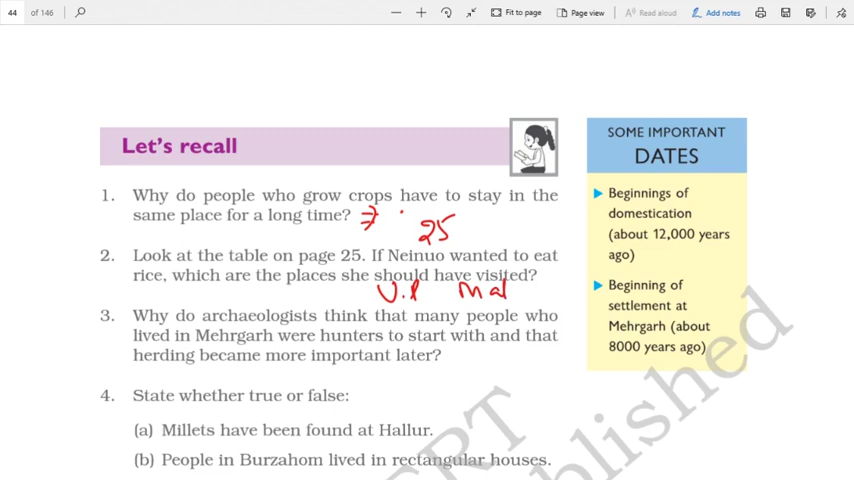 44 of 146
Fit to page
Page view
Read aloud
Add notes
Let's recall
1. Why do people who grow crops have to stay in the
same place for a long time? ⇒
25
2. Look at the table on page 25. If Neinuo wanted to eat
rice, which are the places she should have visited?
U.P Mah
3. Why do archaeologists think that many people who
lived in Mehrgarh were hunters to start with and that
herding became more important later?
4. State whether true or false:
(a) Millets have been found at Hallur.
(b) People in Burzahom lived in rectangular houses.
SOME IMPORTANT
DATES
Beginnings of
domestication
(about 12,000 years
ago)
Beginning of
settlement at
Mehrgarh (about
8000 years ago)